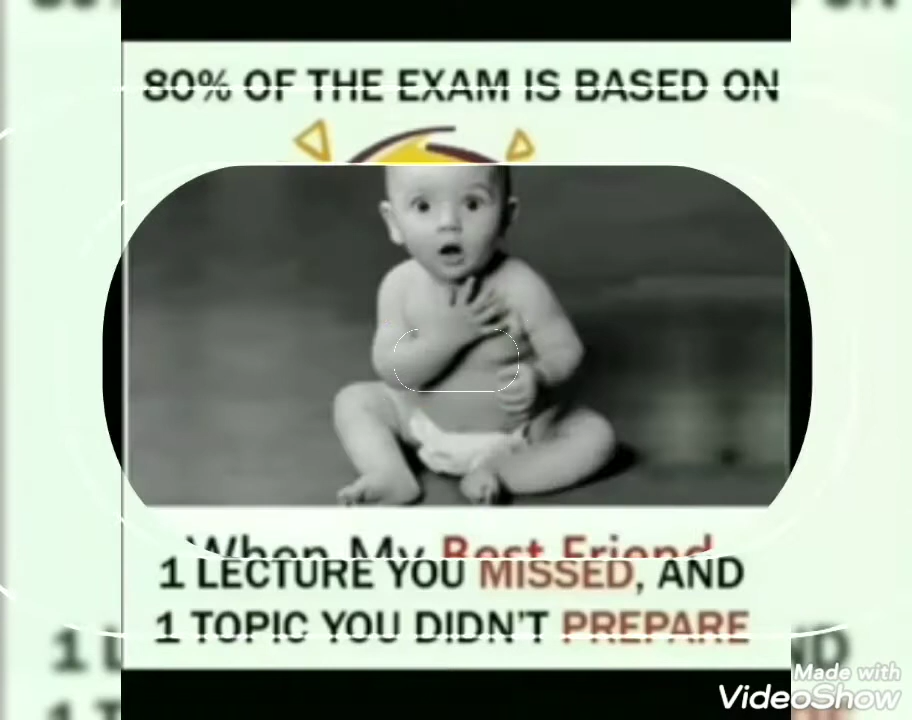 80% OF THE EXAM IS BASED ON
When My Best Friend
1 LECTURE YOU MISSED, AND
1 TOPIC YOU DIDN'T PREPARE
Made with
VideoShow